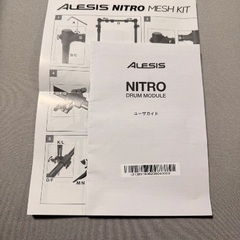 ALESIS NITRO MESH KIT
ALESIS
NITRO
DRUM MODULE
ユーザガイド
K/L
D/F
M/N